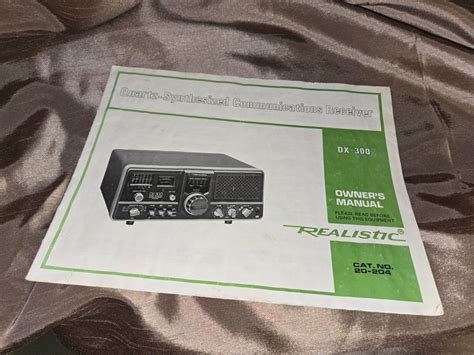 Quartz-Synthesized Communications Receiver
DX-300
OWNER'S
MANUAL
PLEASE READ BEFORE
USING THIS EQUIPMENT
REALISTIC®
CAT. NO.
20-204